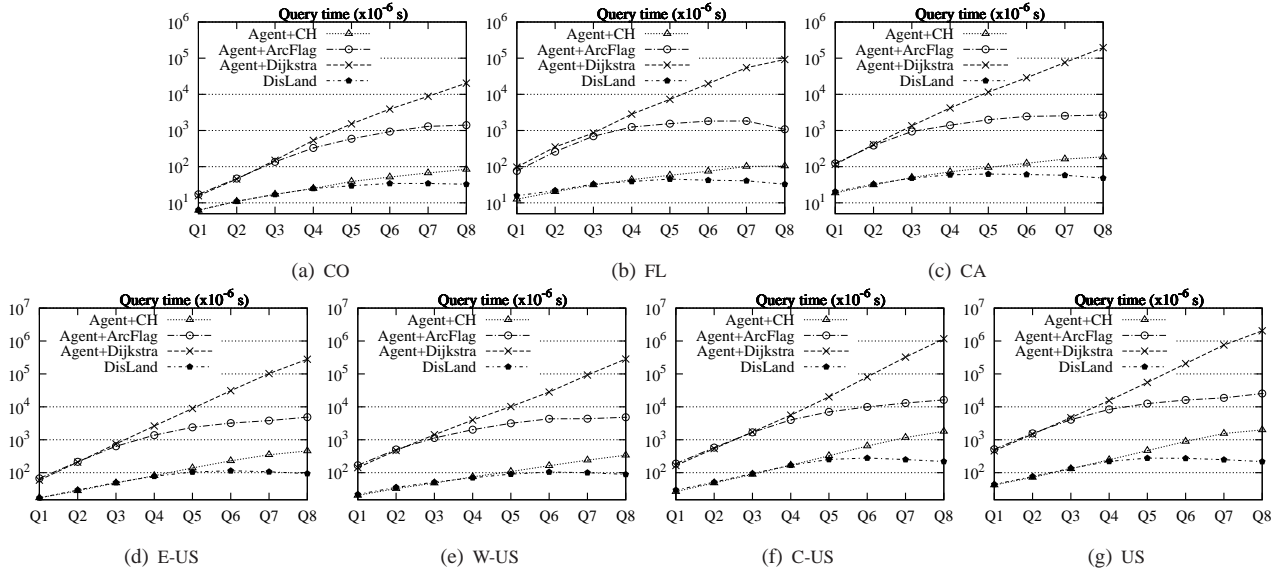 Query time (x10-6 s)
Agent+CH
Agent+ArcFlag
Agent+Dijkstra
DisLand
10^6
10^5
10^4
10^3
10^2
10^1
Q1 Q2 Q3 Q4 Q5 Q6 Q7 Q8
(a) CO
Query time (x10-6 s)
Agent+CH
Agent+ArcFlag
Agent+Dijkstra
DisLand
10^6
10^5
10^4
10^3
10^2
10^1
Q1 Q2 Q3 Q4 Q5 Q6 Q7 Q8
(b) FL
Query time (x10-6 s)
Agent+CH
Agent+ArcFlag
Agent+Dijkstra
DisLand
10^6
10^5
10^4
10^3
10^2
10^1
Q1 Q2 Q3 Q4 Q5 Q6 Q7 Q8
(c) CA
Query time (x10-6 s)
Agent+CH
Agent+ArcFlag
Agent+Dijkstra
DisLand
10^7
10^6
10^5
10^4
10^3
10^2
Q1 Q2 Q3 Q4 Q5 Q6 Q7 Q8
(d) E-US
Query time (x10-6 s)
Agent+CH
Agent+ArcFlag
Agent+Dijkstra
DisLand
10^7
10^6
10^5
10^4
10^3
10^2
Q1 Q2 Q3 Q4 Q5 Q6 Q7 Q8
(e) W-US
Query time (x10-6 s)
Agent+CH
Agent+ArcFlag
Agent+Dijkstra
DisLand
10^7
10^6
10^5
10^4
10^3
10^2
Q1 Q2 Q3 Q4 Q5 Q6 Q7 Q8
(f) C-US
Query time (x10-6 s)
Agent+CH
Agent+ArcFlag
Agent+Dijkstra
DisLand
10^7
10^6
10^5
10^4
10^3
10^2
Q1 Q2 Q3 Q4 Q5 Q6 Q7 Q8
(g) US